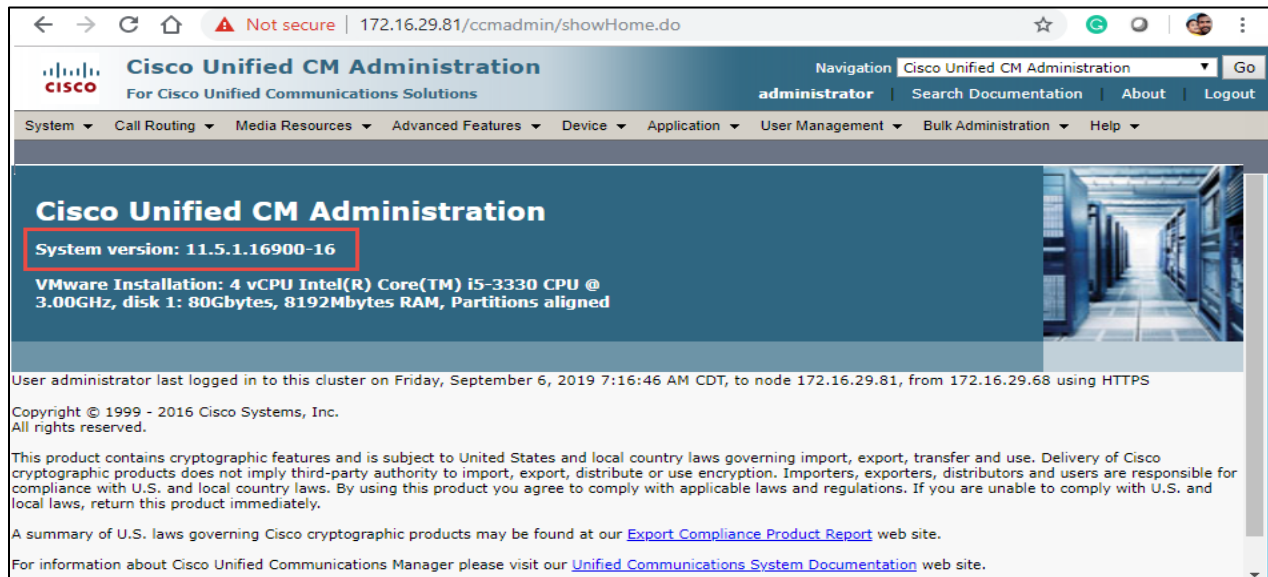 Not secure | 172.16.29.81/ccmadmin/showHome.do
cisco
Cisco Unified CM Administration
For Cisco Unified Communications Solutions
Navigation Cisco Unified CM Administration Go
administrator | Search Documentation | About | Logout
System Call Routing Media Resources Advanced Features Device Application User Management Bulk Administration Help
Cisco Unified CM Administration
System version: 11.5.1.16900-16
VMware Installation: 4 vCPU Intel(R) Core(TM) i5-3330 CPU @
3.00GHz, disk 1: 80Gbytes, 8192Mbytes RAM, Partitions aligned
User administrator last logged in to this cluster on Friday, September 6, 2019 7:16:46 AM CDT, to node 172.16.29.81, from 172.16.29.68 using HTTPS
Copyright © 1999 - 2016 Cisco Systems, Inc.
All rights reserved.
This product contains cryptographic features and is subject to United States and local country laws governing import, export, transfer and use. Delivery of Cisco
cryptographic products does not imply third-party authority to import, export, distribute or use encryption. Importers, exporters, distributors and users are responsible for
compliance with U.S. and local country laws. By using this product you agree to comply with applicable laws and regulations. If you are unable to comply with U.S. and
local laws, return this product immediately.
A summary of U.S. laws governing Cisco cryptographic products may be found at our Export Compliance Product Report web site.
For information about Cisco Unified Communications Manager please visit our Unified Communications System Documentation web site.